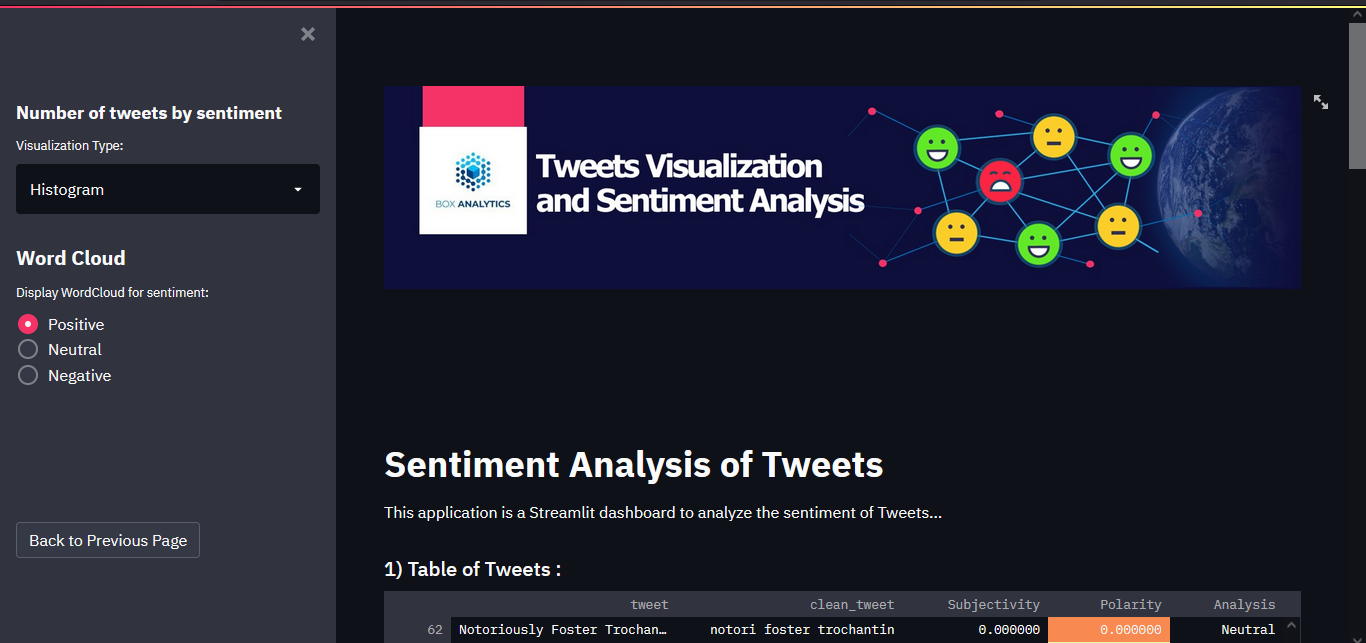 Number of tweets by sentiment
Visualization Type:
Histogram
Word Cloud
Display WordCloud for sentiment:
Positive
Neutral
Negative
Back to Previous Page
BOX ANALYTICS
Tweets Visualization
and Sentiment Analysis
Sentiment Analysis of Tweets
This application is a Streamlit dashboard to analyze the sentiment of Tweets...
1) Table of Tweets :
tweet clean_tweet Subjectivity Polarity Analysis
62 Notoriously Foster Trochan… notori foster trochantin 0.000000 0.000000 Neutral